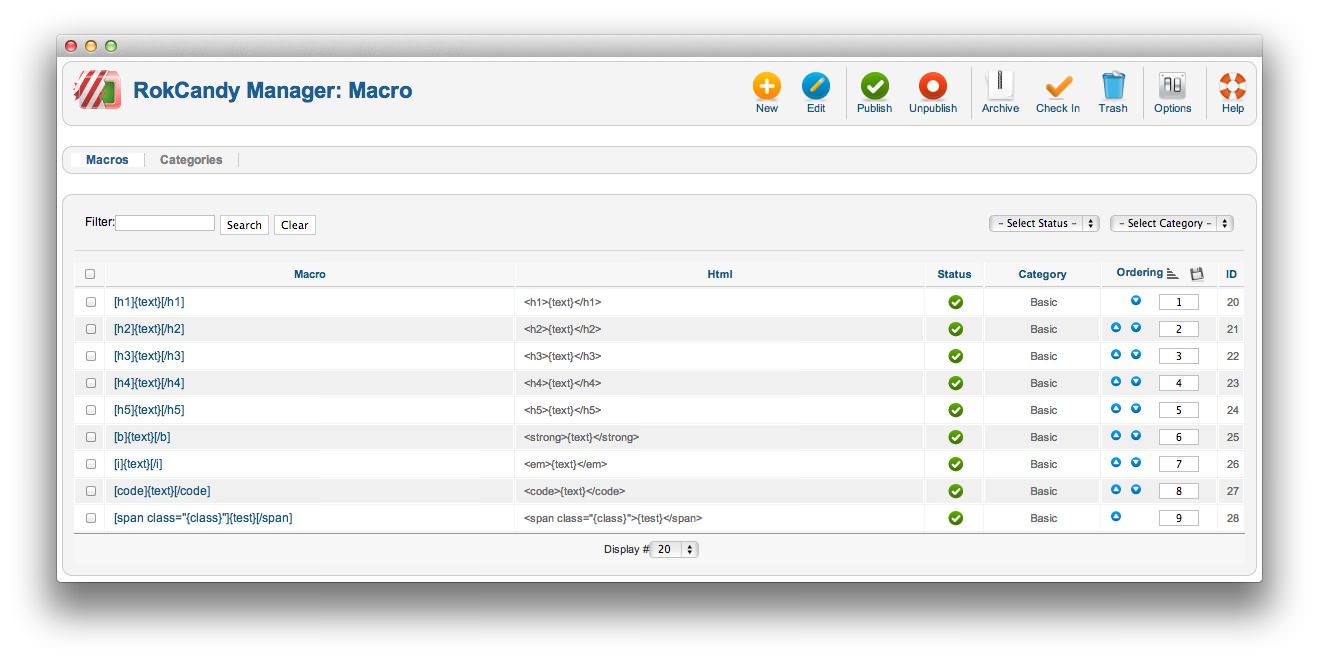 RokCandy Manager: Macro
New Edit Publish Unpublish Archive Check In Trash Options Help
Macros Categories
Filter: Search Clear - Select Status - - Select Category -
Macro Html Status Category Ordering ID
[h1]{text}[/h1] <h1>{text}</h1> Basic 1 20
[h2]{text}[/h2] <h2>{text}</h2> Basic 2 21
[h3]{text}[/h3] <h3>{text}</h3> Basic 3 22
[h4]{text}[/h4] <h4>{text}</h4> Basic 4 23
[h5]{text}[/h5] <h5>{text}</h5> Basic 5 24
[b]{text}[/b] <strong>{text}</strong> Basic 6 25
[i]{text}[/i] <em>{text}</em> Basic 7 26
[code]{text}[/code] <code>{text}</code> Basic 8 27
[span class="{class}"]{test}[/span] <span class="{class}">{test}</span> Basic 9 28
Display # 20